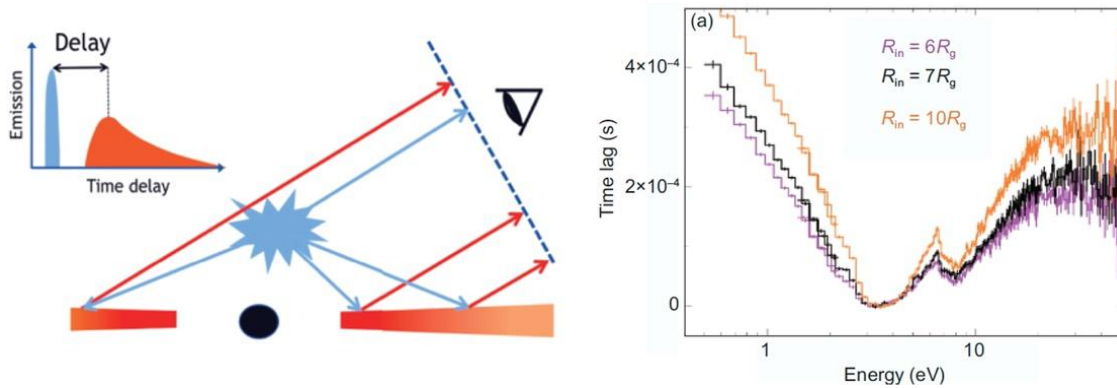 Delay
Emission
Time delay
(a)
R_in = 6R_g
R_in = 7R_g
R_in = 10R_g
4×10⁻⁴
2×10⁻⁴
0
Time lag (s)
1
10
Energy (eV)